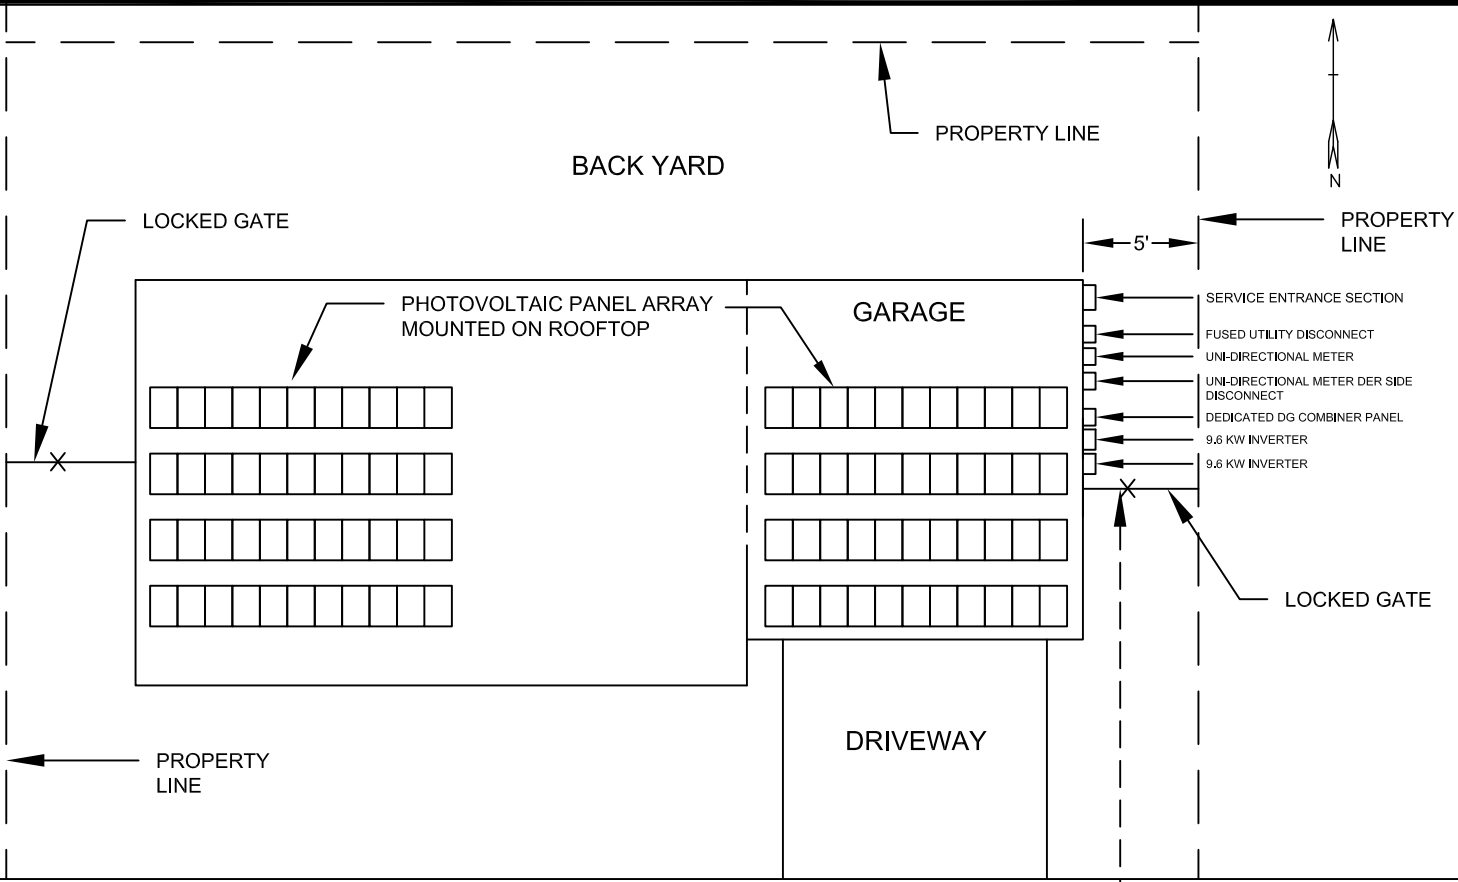 PROPERTY LINE
BACK YARD
N
LOCKED GATE
PROPERTY
LINE
5'
PHOTOVOLTAIC PANEL ARRAY
MOUNTED ON ROOFTOP
GARAGE
SERVICE ENTRANCE SECTION
FUSED UTILITY DISCONNECT
UNI-DIRECTIONAL METER
UNI-DIRECTIONAL METER DER SIDE
DISCONNECT
DEDICATED DG COMBINER PANEL
9.6 KW INVERTER
9.6 KW INVERTER
LOCKED GATE
DRIVEWAY
PROPERTY
LINE